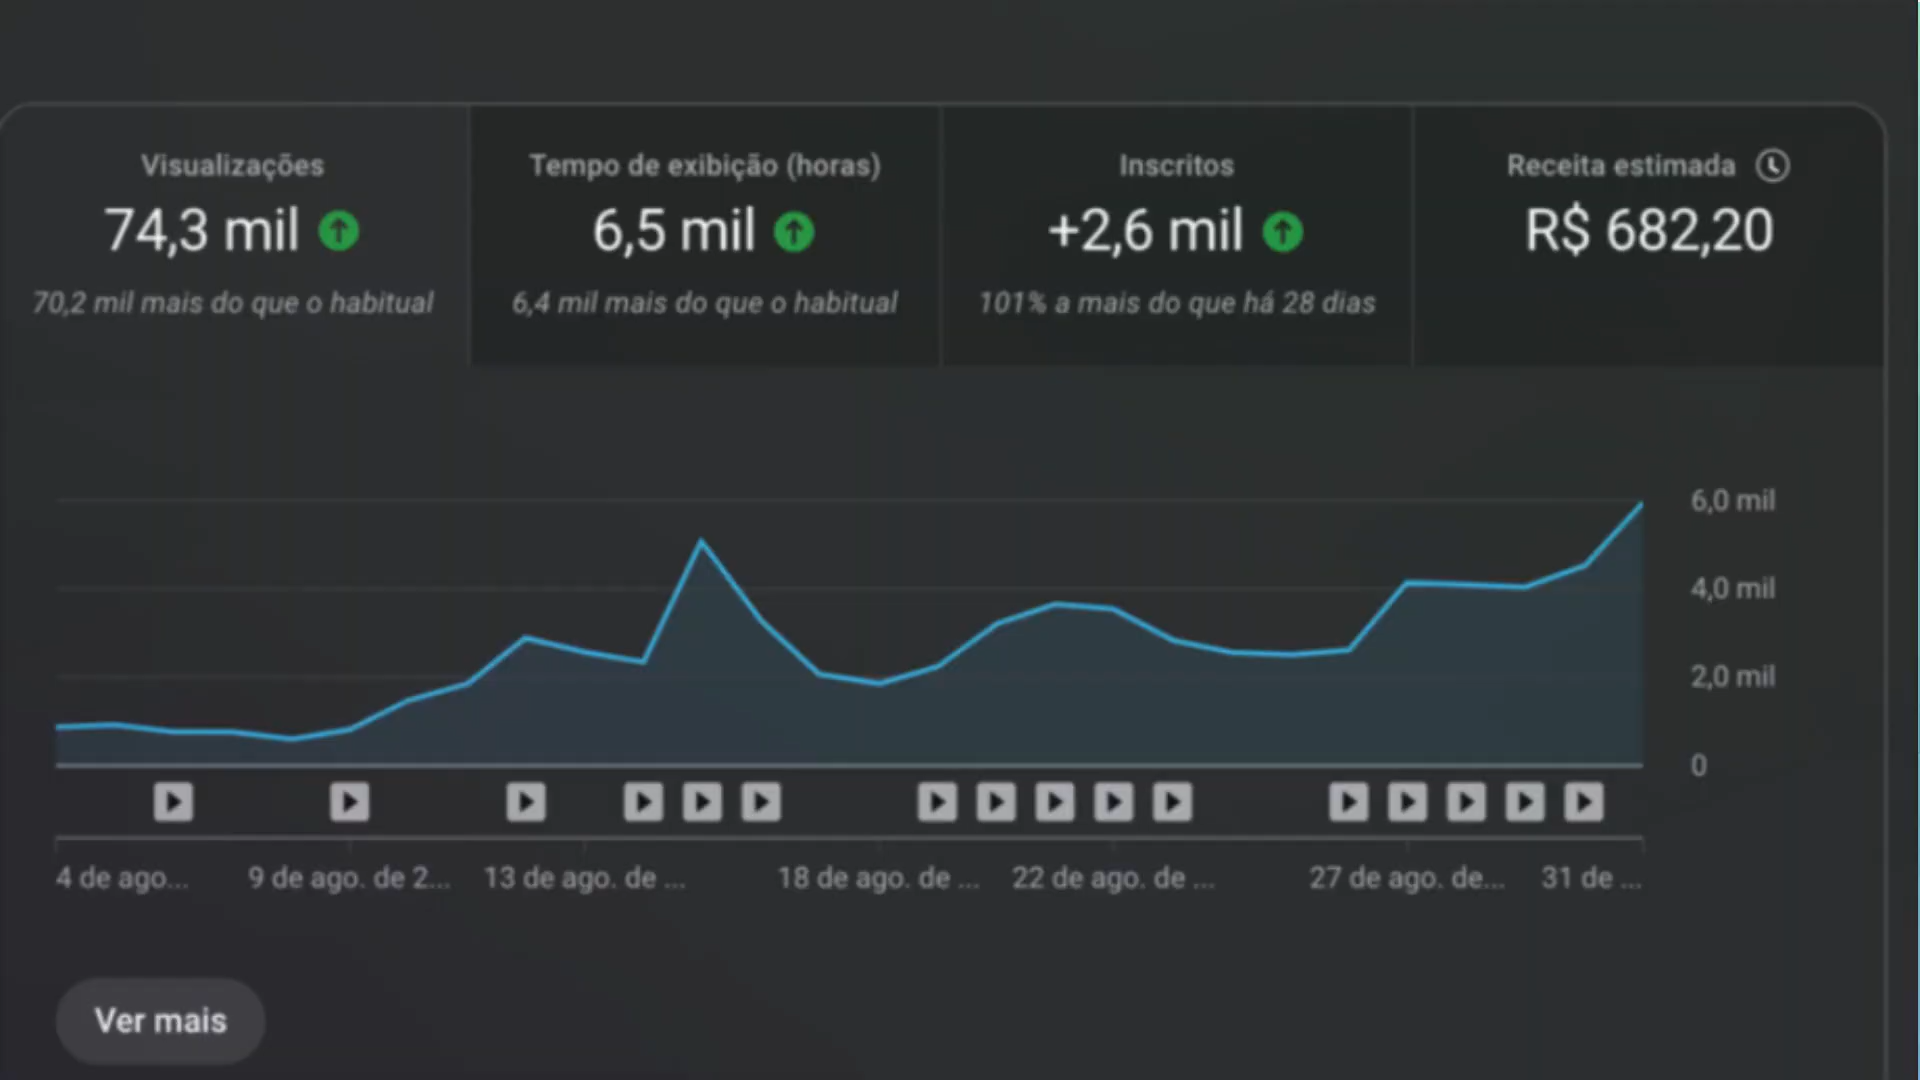 Visualizações
74,3 mil
70,2 mil mais do que o habitual
Tempo de exibição (horas)
6,5 mil
6,4 mil mais do que o habitual
Inscritos
+2,6 mil
101% a mais do que há 28 dias
Receita estimada
R$ 682,20
6,0 mil
4,0 mil
2,0 mil
0
4 de ago...
9 de ago. de 2...
13 de ago. de ...
18 de ago. de ...
22 de ago. de ...
27 de ago. de...
31 de ...
Ver mais